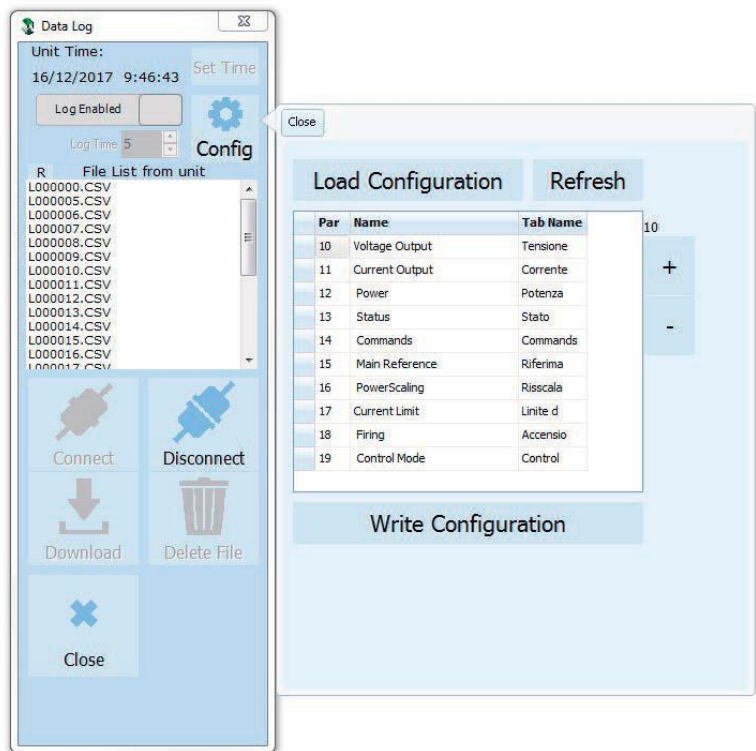 Data Log
Unit Time:
16/12/2017 9:46:43
Set Time
Log Enabled
Log Time 5
Config
R File List from unit
L000000.CSV
L000005.CSV
L000006.CSV
L000007.CSV
L000008.CSV
L000009.CSV
L000010.CSV
L000011.CSV
L000012.CSV
L000013.CSV
L000014.CSV
L000015.CSV
L000016.CSV
L000017.CSV
Connect
Disconnect
Download
Delete File
Close
Close
Load Configuration
Refresh
Par Name Tab Name
10 Voltage Output Tensione
11 Current Output Corrente
12 Power Potenza
13 Status Stato
14 Commands Commands
15 Main Reference Riferima
16 PowerScaling Risscala
17 Current Limit Linite d
18 Firing Accensio
19 Control Mode Control
10
+
-
Write Configuration